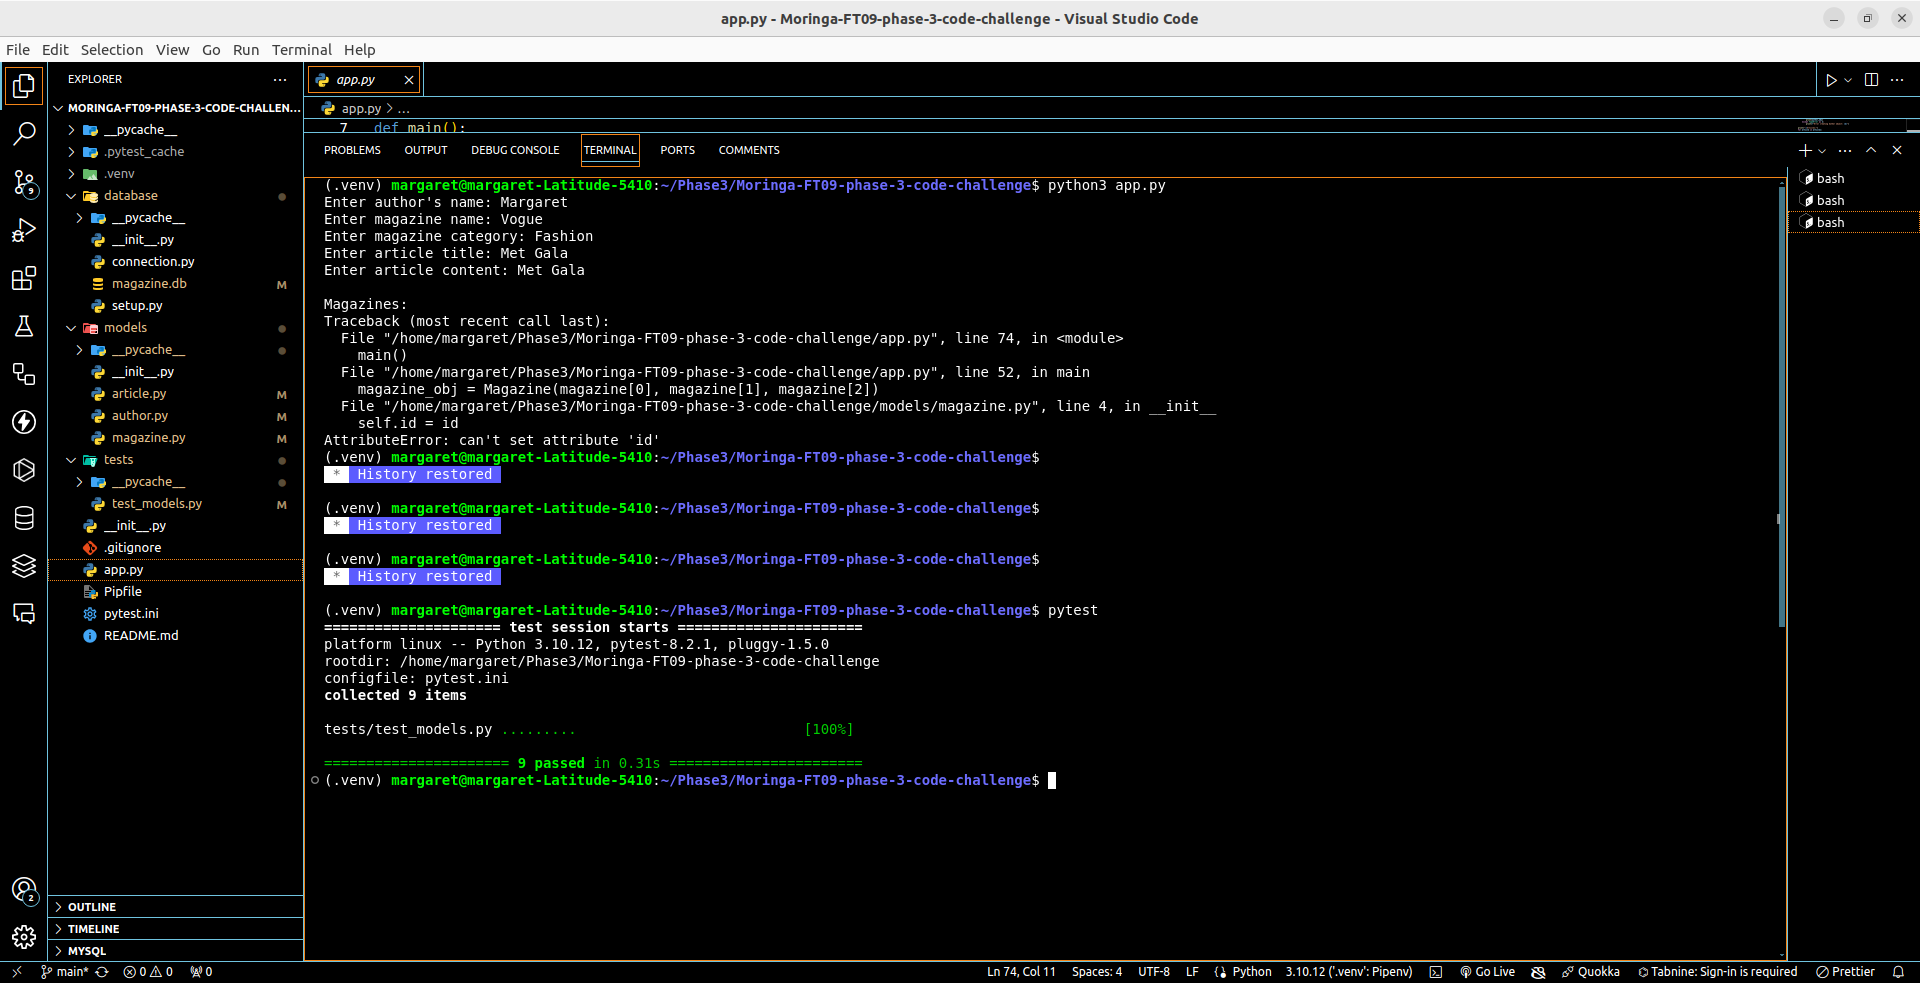 app.py - Moringa-FT09-phase-3-code-challenge - Visual Studio Code
File Edit Selection View Go Run Terminal Help
EXPLORER
MORINGA-FT09-PHASE-3-CODE-CHALLEN...
__pycache__
.pytest_cache
.venv
database
__pycache__
__init__.py
connection.py
magazine.db M
setup.py
models
__pycache__
__init__.py
article.py M
author.py M
magazine.py M
tests
__pycache__
test_models.py M
__init__.py
.gitignore
app.py
Pipfile
pytest.ini
README.md
OUTLINE
TIMELINE
MYSQL
9
2
app.py
app.py > ...
7 def main():
PROBLEMS OUTPUT DEBUG CONSOLE TERMINAL PORTS COMMENTS
(.venv) margaret@margaret-Latitude-5410:~/Phase3/Moringa-FT09-phase-3-code-challenge$ python3 app.py
Enter author's name: Margaret
Enter magazine name: Vogue
Enter magazine category: Fashion
Enter article title: Met Gala
Enter article content: Met Gala
Magazines:
Traceback (most recent call last):
File "/home/margaret/Phase3/Moringa-FT09-phase-3-code-challenge/app.py", line 74, in <module>
main()
File "/home/margaret/Phase3/Moringa-FT09-phase-3-code-challenge/app.py", line 52, in main
magazine_obj = Magazine(magazine[0], magazine[1], magazine[2])
File "/home/margaret/Phase3/Moringa-FT09-phase-3-code-challenge/models/magazine.py", line 4, in __init__
self.id = id
AttributeError: can't set attribute 'id'
(.venv) margaret@margaret-Latitude-5410:~/Phase3/Moringa-FT09-phase-3-code-challenge$
* History restored
(.venv) margaret@margaret-Latitude-5410:~/Phase3/Moringa-FT09-phase-3-code-challenge$
* History restored
(.venv) margaret@margaret-Latitude-5410:~/Phase3/Moringa-FT09-phase-3-code-challenge$
* History restored
(.venv) margaret@margaret-Latitude-5410:~/Phase3/Moringa-FT09-phase-3-code-challenge$ pytest
===================== test session starts ======================
platform linux -- Python 3.10.12, pytest-8.2.1, pluggy-1.5.0
rootdir: /home/margaret/Phase3/Moringa-FT09-phase-3-code-challenge
configfile: pytest.ini
collected 9 items
tests/test_models.py ......... [100%]
====================== 9 passed in 0.31s =======================
(.venv) margaret@margaret-Latitude-5410:~/Phase3/Moringa-FT09-phase-3-code-challenge$
bash
bash
bash
main* 0 0 0 Ln 74, Col 11 Spaces: 4 UTF-8 LF Python 3.10.12 ('.venv': Pipenv) Go Live Quokka Tabnine: Sign-in is required Prettier